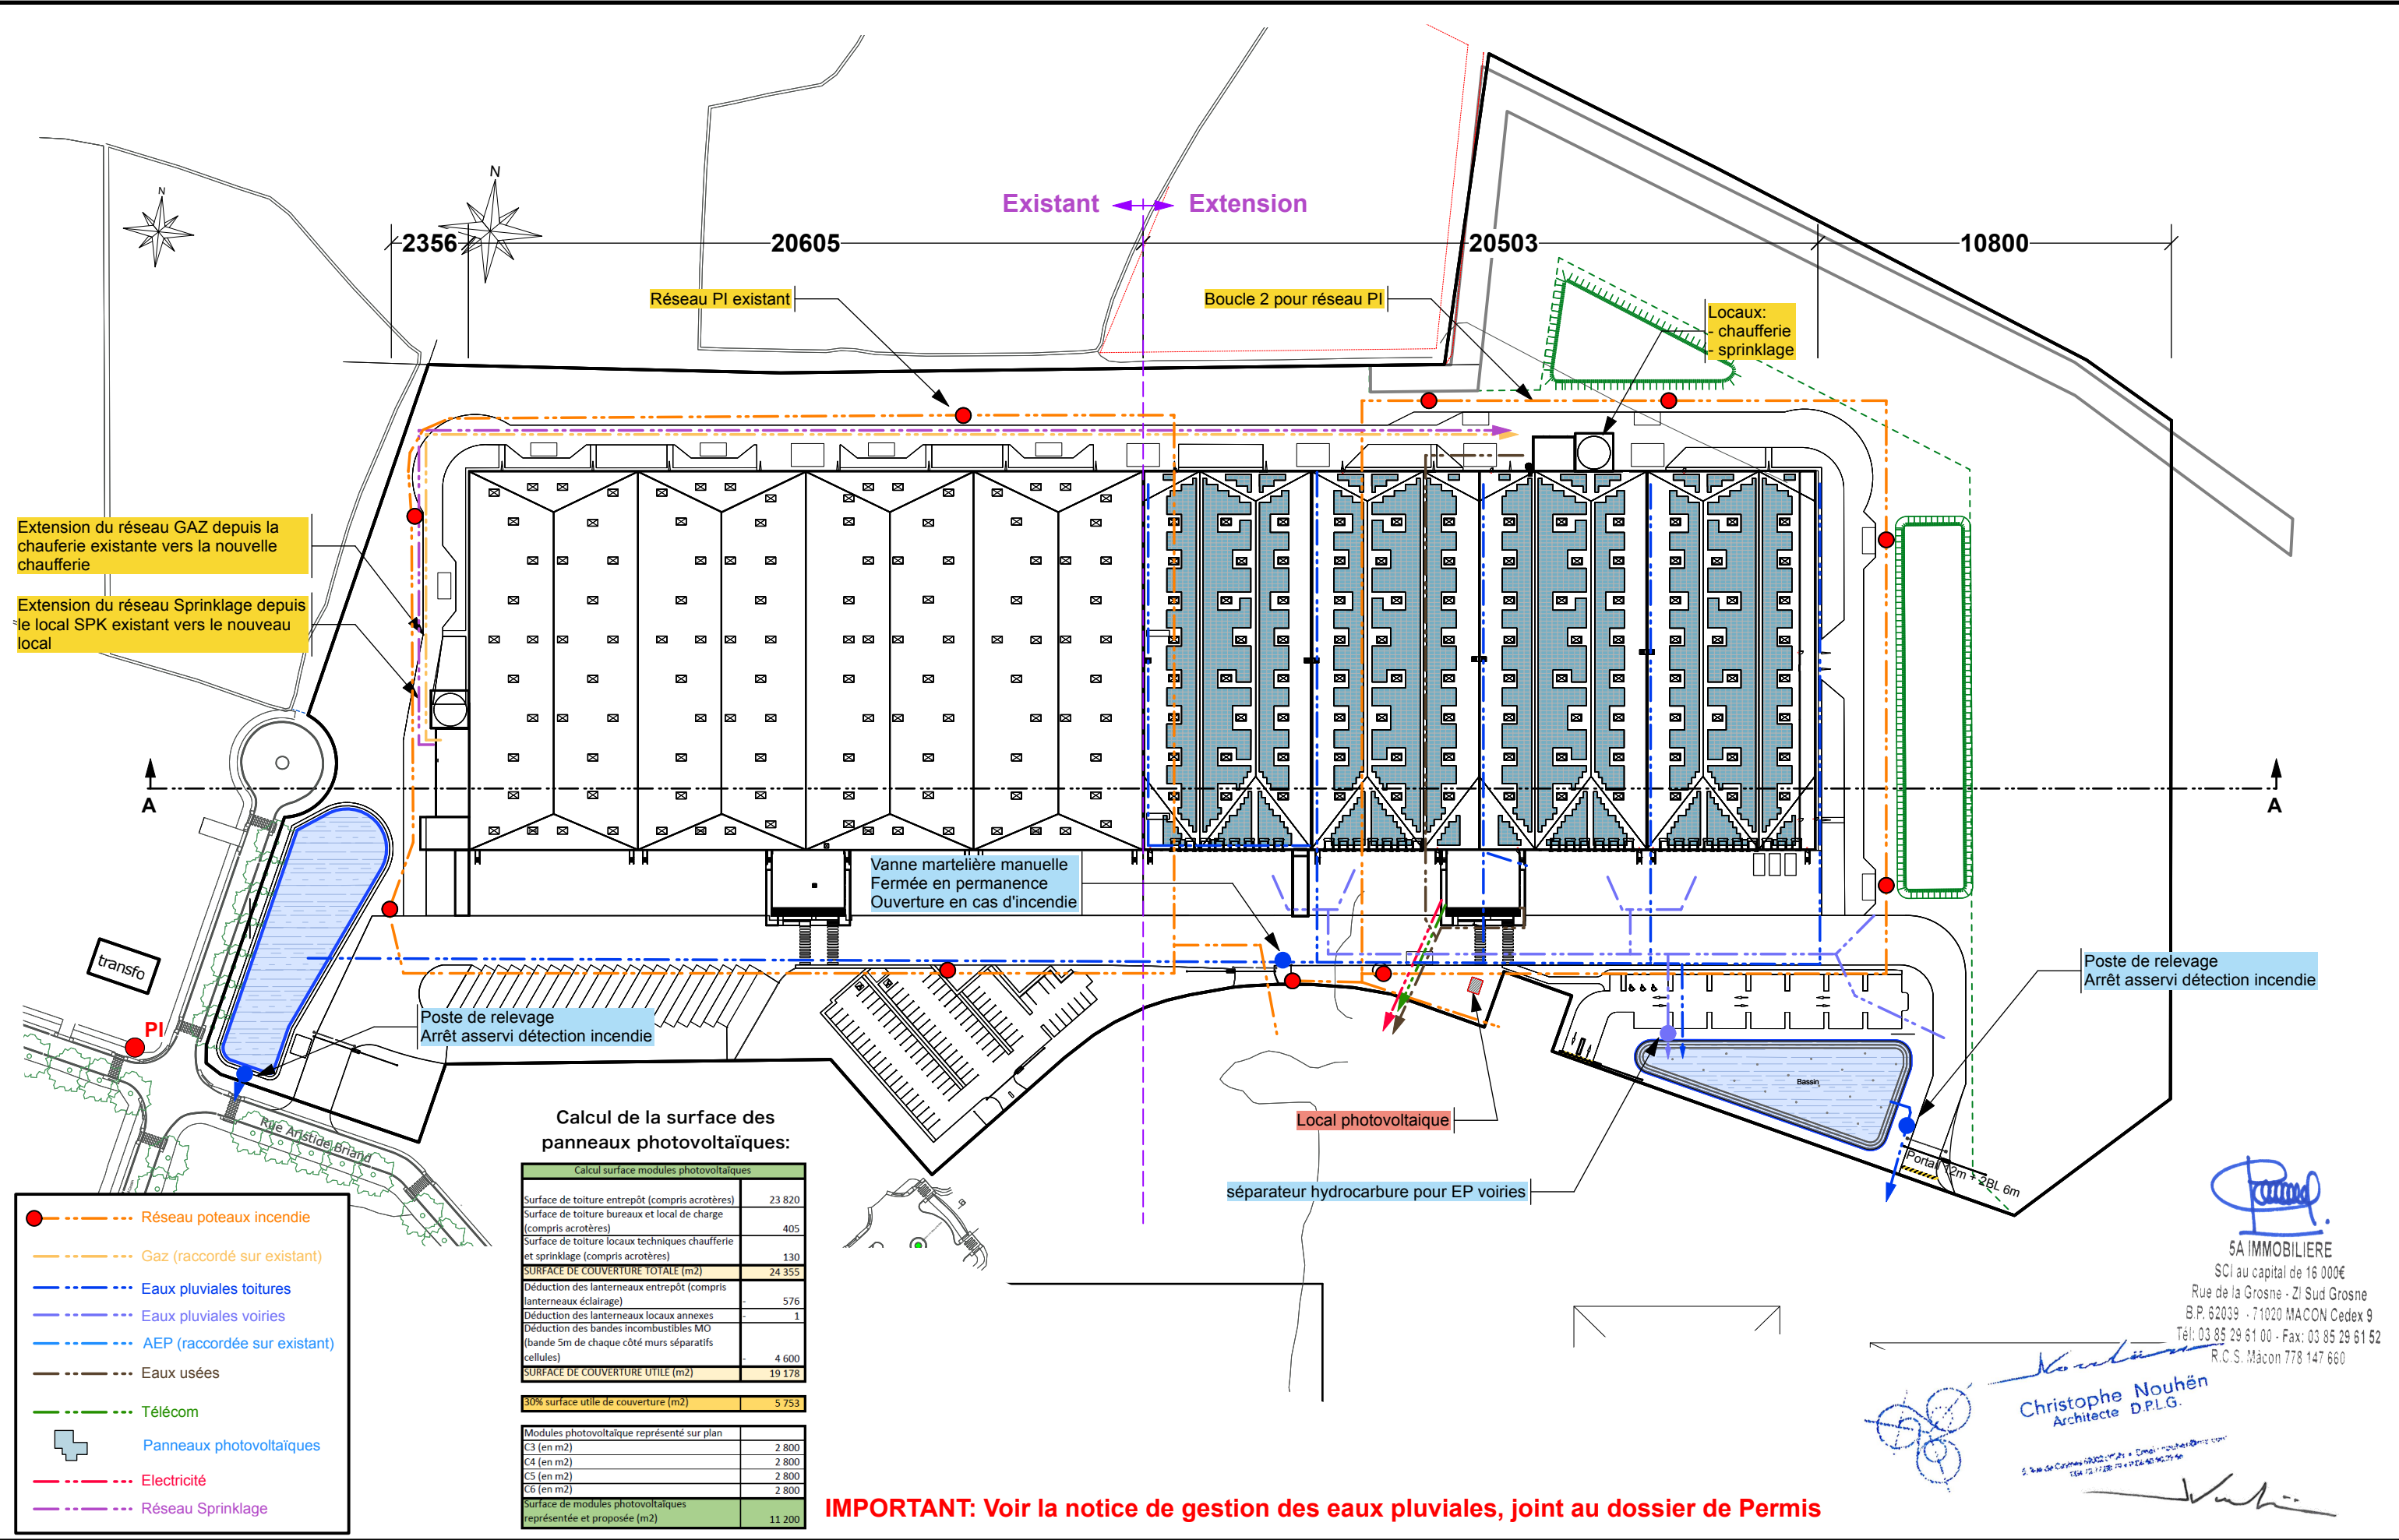 N
N
Existant
Extension
2356
20605
20503
10800
Réseau PI existant
Boucle 2 pour réseau PI
Locaux:
- chaufferie
- sprinklage
Extension du réseau GAZ depuis la
chauferie existante vers la nouvelle
chaufferie
Extension du réseau Sprinklage depuis
le local SPK existant vers le nouveau
local
A
A
Vanne martelière manuelle
Fermée en permanence
Ouverture en cas d'incendie
transfo
PI
Poste de relevage
Arrêt asservi détection incendie
Poste de relevage
Arrêt asservi détection incendie
Bassin
Rue Aristide Briand
Local photovoltaique
séparateur hydrocarbure pour EP voiries
Portail 12m + 2BL 6m
Calcul de la surface des
panneaux photovoltaïques:
Calcul surface modules photovoltaïques
Surface de toiture entrepôt (compris acrotères) 23 820
Surface de toiture bureaux et local de charge
(compris acrotères) 405
Surface de toiture locaux techniques chaufferie
et sprinklage (compris acrotères) 130
SURFACE DE COUVERTURE TOTALE (m2) 24 355
Déduction des lanterneaux entrepôt (compris
lanterneaux éclairage) - 576
Déduction des lanterneaux locaux annexes - 1
Déduction des bandes incombustibles MO
(bande 5m de chaque côté murs séparatifs
cellules) - 4 600
SURFACE DE COUVERTURE UTILE (m2) 19 178
30% surface utile de couverture (m2) 5 753
Modules photovoltaïque représenté sur plan
C3 (en m2) 2 800
C4 (en m2) 2 800
C5 (en m2) 2 800
C6 (en m2) 2 800
Surface de modules photovoltaïques
représentée et proposée (m2) 11 200
Réseau poteaux incendie
Gaz (raccordé sur existant)
Eaux pluviales toitures
Eaux pluviales voiries
AEP (raccordée sur existant)
Eaux usées
Télécom
Panneaux photovoltaïques
Electricité
Réseau Sprinklage
IMPORTANT: Voir la notice de gestion des eaux pluviales, joint au dossier de Permis
5A IMMOBILIERE
SCI au capital de 16 000€
Rue de la Grosne - ZI Sud Grosne
B.P. 62039 - 71020 MACON Cedex 9
Tél: 03 85 29 61 00 - Fax: 03 85 29 61 52
R.C.S. Mâcon 778 147 660
Christophe Nouhën
Architecte D.P.L.G.